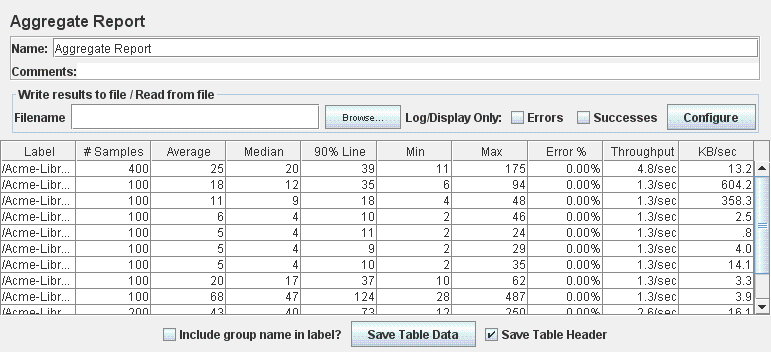 Aggregate Report
Name: Aggregate Report
Comments:
Write results to file / Read from file
Filename Browse... Log/Display Only: Errors Successes Configure
Label # Samples Average Median 90% Line Min Max Error % Throughput KB/sec
/Acme-Libr... 400 25 20 39 11 175 0.00% 4.8/sec 13.2
/Acme-Libr... 100 18 12 35 6 94 0.00% 1.3/sec 604.2
/Acme-Libr... 100 11 9 18 4 48 0.00% 1.3/sec 358.3
/Acme-Libr... 100 6 4 10 2 46 0.00% 1.3/sec 2.5
/Acme-Libr... 100 5 4 11 2 24 0.00% 1.3/sec .8
/Acme-Libr... 100 5 4 9 2 29 0.00% 1.3/sec 4.0
/Acme-Libr... 100 5 4 10 2 35 0.00% 1.3/sec 14.1
/Acme-Libr... 100 20 17 37 10 62 0.00% 1.3/sec 3.3
/Acme-Libr... 100 68 47 124 28 487 0.00% 1.3/sec 3.9
/Acme-Libr... 200 43 40 73 12 250 0.00% 2.6/sec 16.1
Include group name in label? Save Table Data Save Table Header